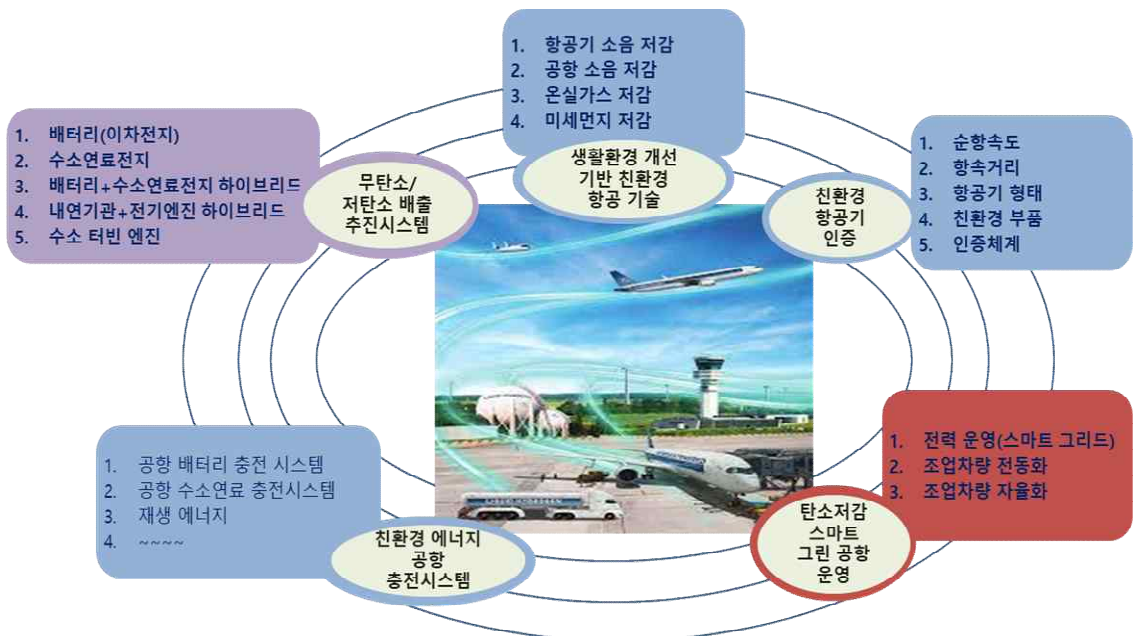 1. 항공기 소음 저감
2. 공항 소음 저감
3. 온실가스 저감
4. 미세먼지 저감
생활환경 개선
기반 친환경
항공 기술
1. 배터리(이차전지)
2. 수소연료전지
3. 배터리+수소연료전지 하이브리드
4. 내연기관+전기엔진 하이브리드
5. 수소 터빈 엔진
무탄소/
저탄소 배출
추진시스템
친환경
항공기
인증
1. 순항속도
2. 항속거리
3. 항공기 형태
4. 친환경 부품
5. 인증체계
1. 공항 배터리 충전 시스템
2. 공항 수소연료 충전시스템
3. 재생 에너지
4. ~~~~
친환경 에너지
공항
충전시스템
1. 전력 운영(스마트 그리드)
2. 조업차량 전동화
3. 조업차량 자율화
탄소저감
스마트
그린 공항
운영